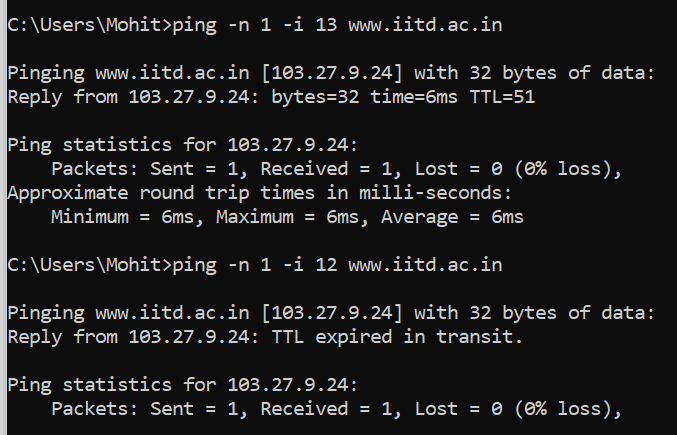 C:\Users\Mohit>ping -n 1 -i 13 www.iitd.ac.in
Pinging www.iitd.ac.in [103.27.9.24] with 32 bytes of data:
Reply from 103.27.9.24: bytes=32 time=6ms TTL=51
Ping statistics for 103.27.9.24:
    Packets: Sent = 1, Received = 1, Lost = 0 (0% loss),
Approximate round trip times in milli-seconds:
    Minimum = 6ms, Maximum = 6ms, Average = 6ms
C:\Users\Mohit>ping -n 1 -i 12 www.iitd.ac.in
Pinging www.iitd.ac.in [103.27.9.24] with 32 bytes of data:
Reply from 103.27.9.24: TTL expired in transit.
Ping statistics for 103.27.9.24:
    Packets: Sent = 1, Received = 1, Lost = 0 (0% loss),